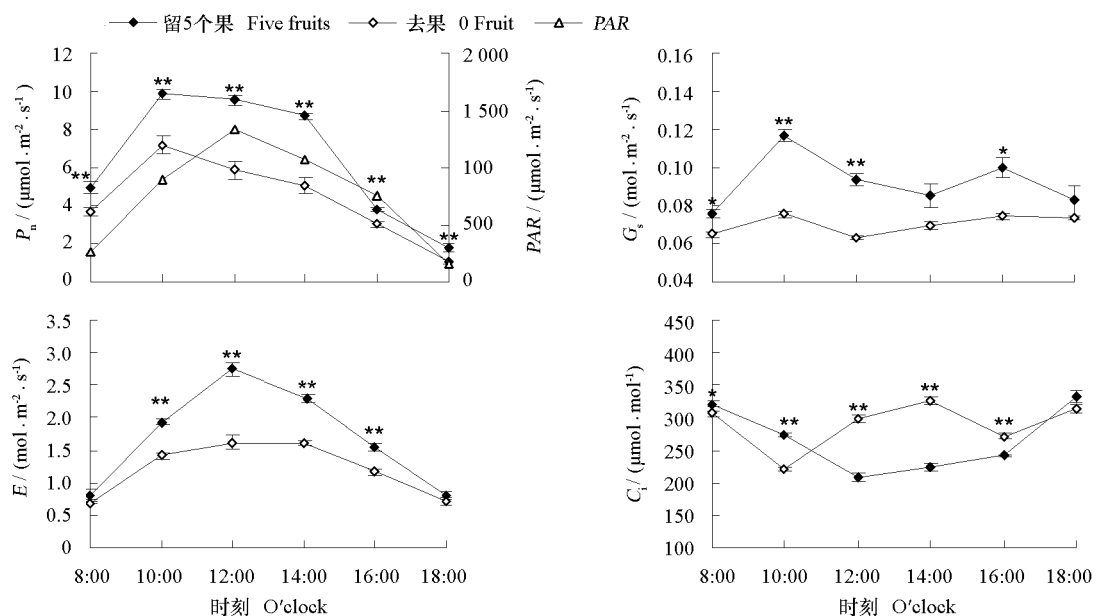 留5个果 Five fruits 去果 0 Fruit PAR
12
10
8
6
4
2
0
Pn / (μmol · m-2 · s-1)
** ** ** ** ** **
2 000
1 500
1 000
500
0
PAR / (μmol · m-2 · s-1)
0.16
0.14
0.12
0.10
0.08
0.06
0.04
Gs / (mol · m-2 · s-1)
* ** ** *
3.5
3.0
2.5
2.0
1.5
1.0
0.5
0
E / (mol · m-2 · s-1)
** ** ** **
8:00 10:00 12:00 14:00 16:00 18:00
时刻 O′clock
450
400
350
300
250
200
150
100
Ci / (μmol · mol-1)
* ** ** ** **
8:00 10:00 12:00 14:00 16:00 18:00
时刻 O′clock